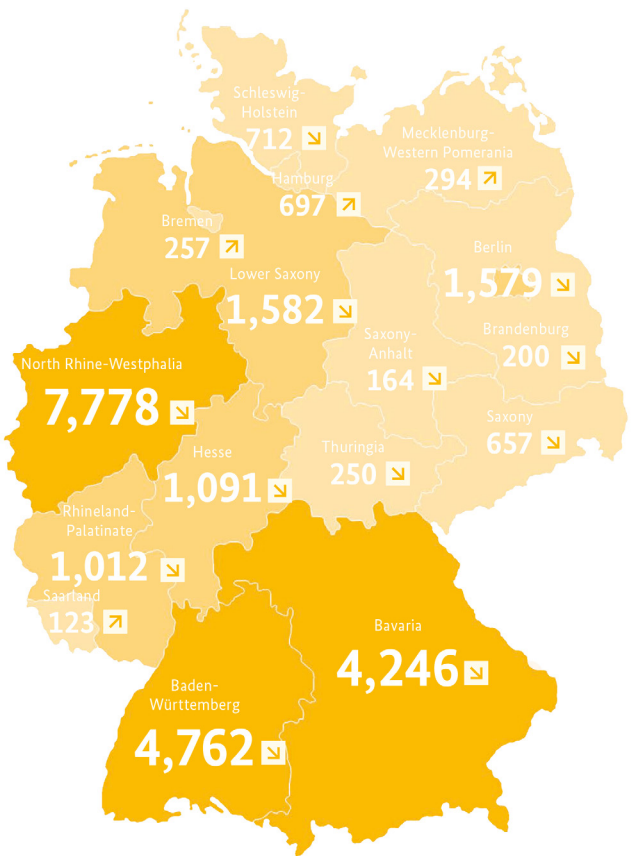 Schleswig-
Holstein
712
Mecklenburg-
Western Pomerania
294
Hamburg
697
Bremen
257
Berlin
1,579
Lower Saxony
1,582
Brandenburg
200
Saxony-
Anhalt
164
North Rhine-Westphalia
7,778
Saxony
657
Hesse
1,091
Thuringia
250
Rhineland-
Palatinate
1,012
Saarland
123
Bavaria
4,246
Baden-
Württemberg
4,762